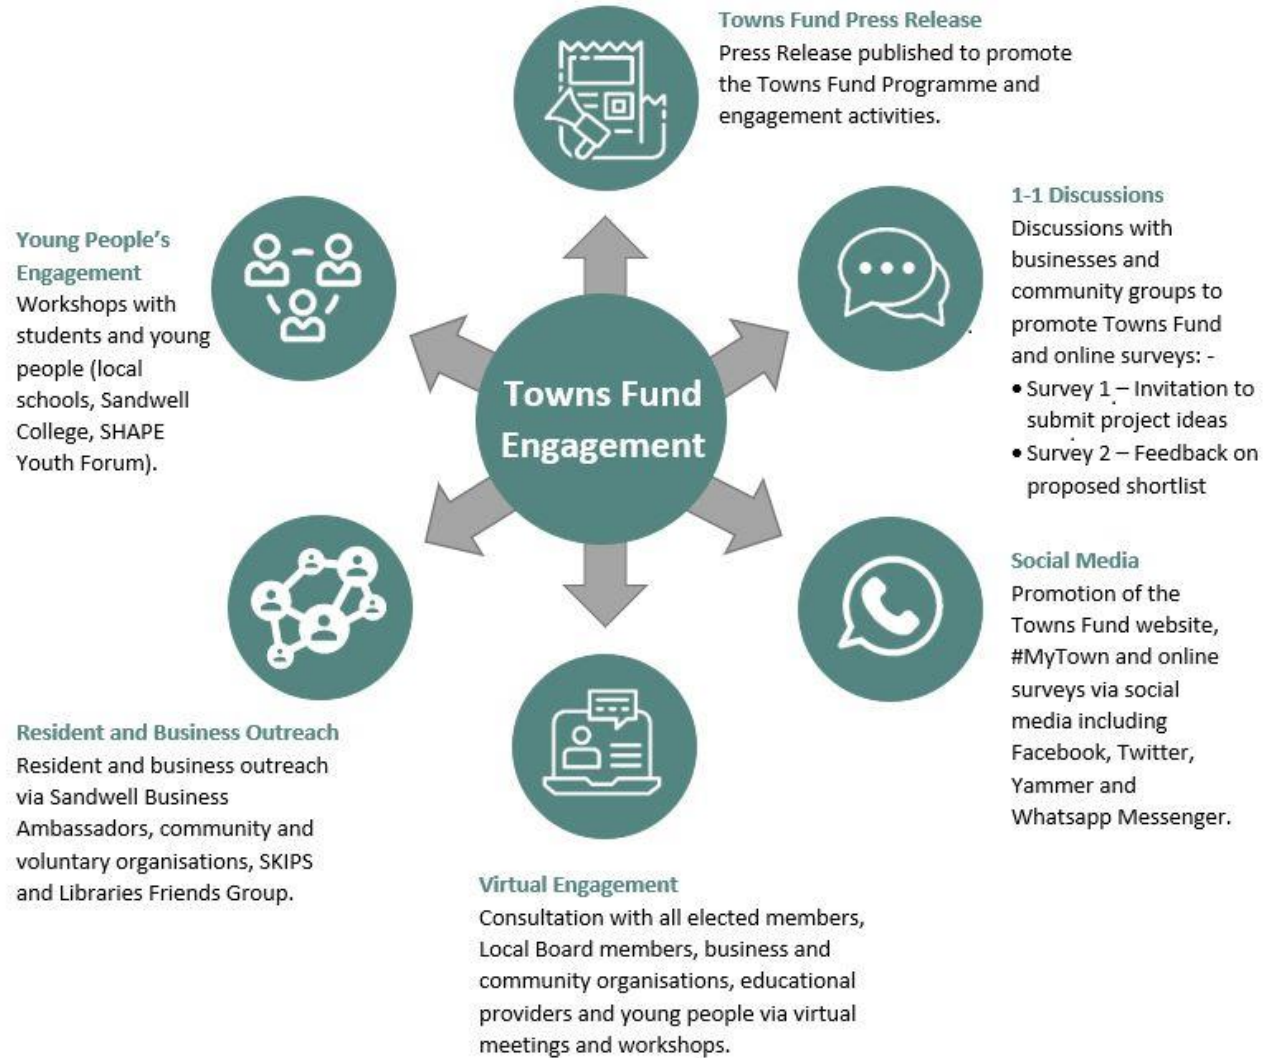 Towns Fund Press Release
Press Release published to promote
the Towns Fund Programme and
engagement activities.
1-1 Discussions
Discussions with
businesses and
community groups to
promote Towns Fund
and online surveys: -
• Survey 1 – Invitation to
submit project ideas
• Survey 2 – Feedback on
proposed shortlist
Young People’s
Engagement
Workshops with
students and young
people (local
schools, Sandwell
College, SHAPE
Youth Forum).
Towns Fund
Engagement
Social Media
Promotion of the
Towns Fund website,
#MyTown and online
surveys via social
media including
Facebook, Twitter,
Yammer and
Whatsapp Messenger.
Resident and Business Outreach
Resident and business outreach
via Sandwell Business
Ambassadors, community and
voluntary organisations, SKIPS
and Libraries Friends Group.
Virtual Engagement
Consultation with all elected members,
Local Board members, business and
community organisations, educational
providers and young people via virtual
meetings and workshops.